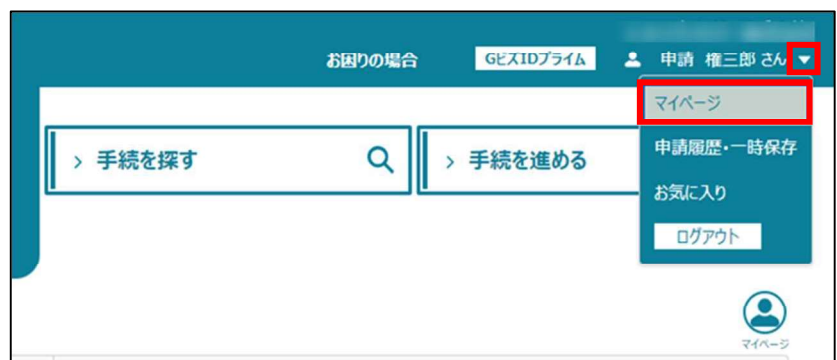 お困りの場合 GビズIDプライム 申請 権三郎 さん ▼
マイページ
申請履歴・一時保存
お気に入り
ログアウト
> 手続を探す
> 手続を進める
マイページ